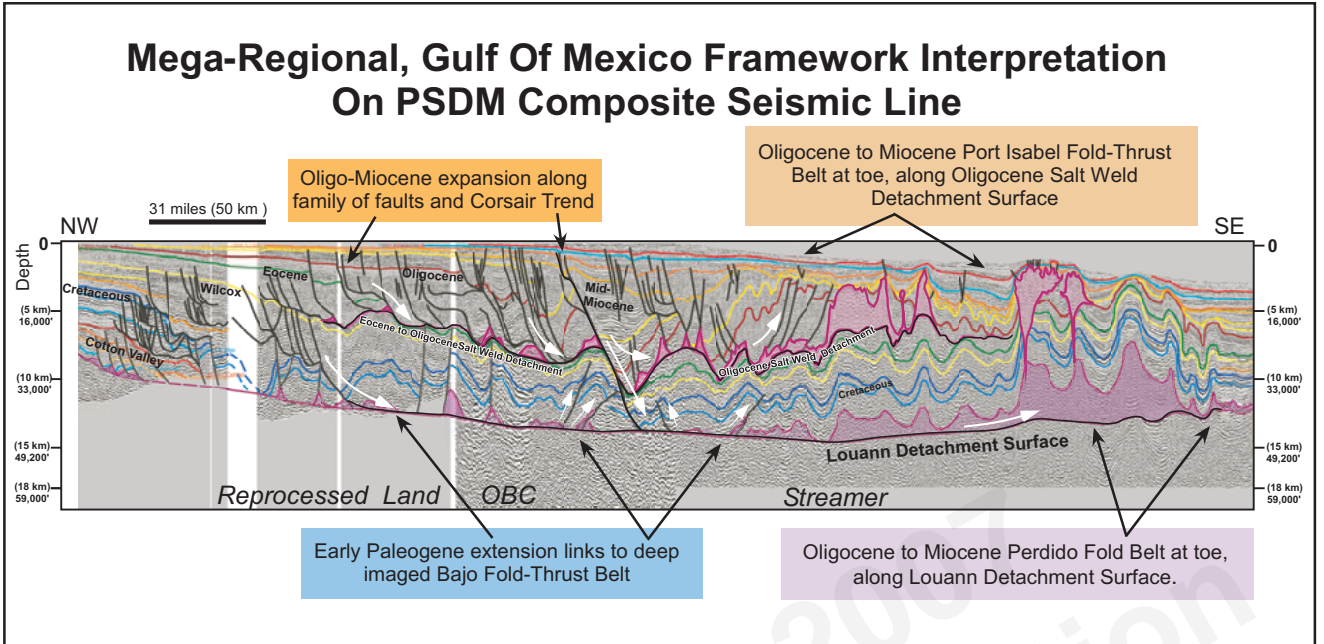 Mega-Regional, Gulf Of Mexico Framework Interpretation
On PSDM Composite Seismic Line
Oligocene to Miocene Port Isabel Fold-Thrust
Belt at toe, along Oligocene Salt Weld
Detachment Surface
Oligo-Miocene expansion along
family of faults and Corsair Trend
31 miles (50 km )
NW
SE
Depth
0
(5 km)
16,000'
(10 km)
33,000'
(15 km)
49,200'
(18 km)
59,000'
0
(5 km)
16,000'
(10 km)
33,000'
(15 km)
49,200'
(18 km)
59,000'
Eocene
Oligocene
Mid-
Miocene
Cretaceous
Wilcox
Cotton Valley
Eocene to OligoceneSalt Weld Detachment
Oligocene Salt Weld Detachment
Cretaceous
Louann Detachment Surface
Reprocessed Land
OBC
Streamer
Early Paleogene extension links to deep
imaged Bajo Fold-Thrust Belt
Oligocene to Miocene Perdido Fold Belt at toe,
along Louann Detachment Surface.
2007